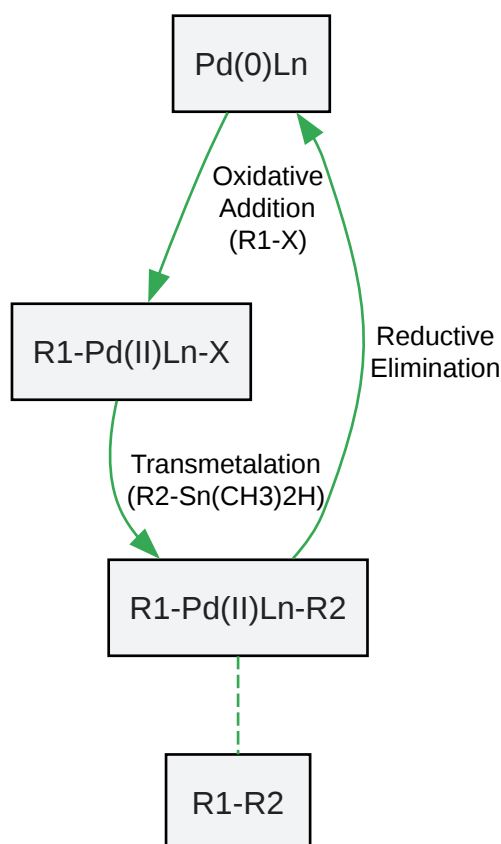 Pd(0)Ln
Oxidative
Addition
(R1-X)
R1-Pd(II)Ln-X
Reductive
Elimination
Transmetalation
(R2-Sn(CH3)2H)
R1-Pd(II)Ln-R2
R1-R2